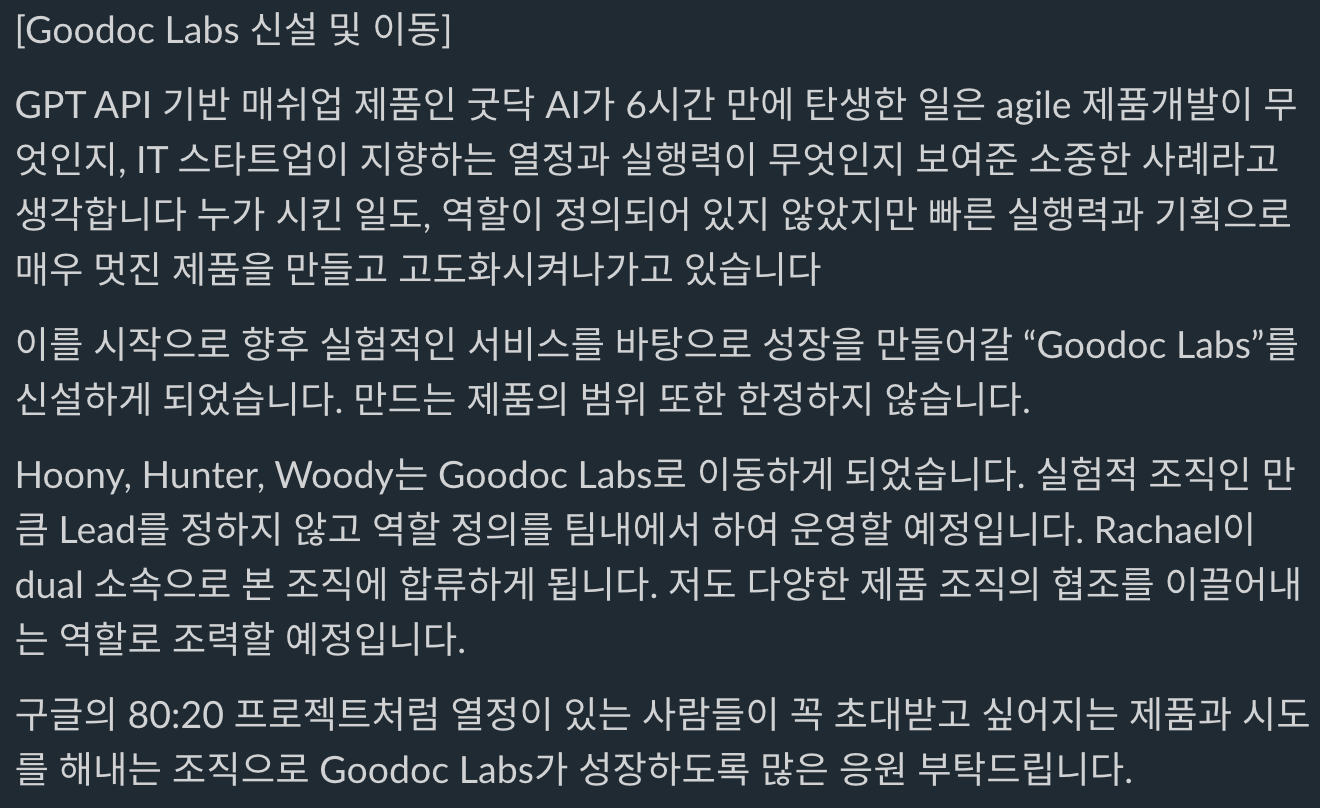 [Goodoc Labs 신설 및 이동]
GPT API 기반 매쉬업 제품인 굿닥 AI가 6시간 만에 탄생한 일은 agile 제품개발이 무
엇인지, IT 스타트업이 지향하는 열정과 실행력이 무엇인지 보여준 소중한 사례라고
생각합니다 누가 시킨 일도, 역할이 정의되어 있지 않았지만 빠른 실행력과 기획으로
매우 멋진 제품을 만들고 고도화시켜나가고 있습니다
이를 시작으로 향후 실험적인 서비스를 바탕으로 성장을 만들어갈 “Goodoc Labs”를
신설하게 되었습니다. 만드는 제품의 범위 또한 한정하지 않습니다.
Hoony, Hunter, Woody는 Goodoc Labs로 이동하게 되었습니다. 실험적 조직인 만
큼 Lead를 정하지 않고 역할 정의를 팀내에서 하여 운영할 예정입니다. Rachael이
dual 소속으로 본 조직에 합류하게 됩니다. 저도 다양한 제품 조직의 협조를 이끌어내
는 역할로 조력할 예정입니다.
구글의 80:20 프로젝트처럼 열정이 있는 사람들이 꼭 초대받고 싶어지는 제품과 시도
를 해내는 조직으로 Goodoc Labs가 성장하도록 많은 응원 부탁드립니다.